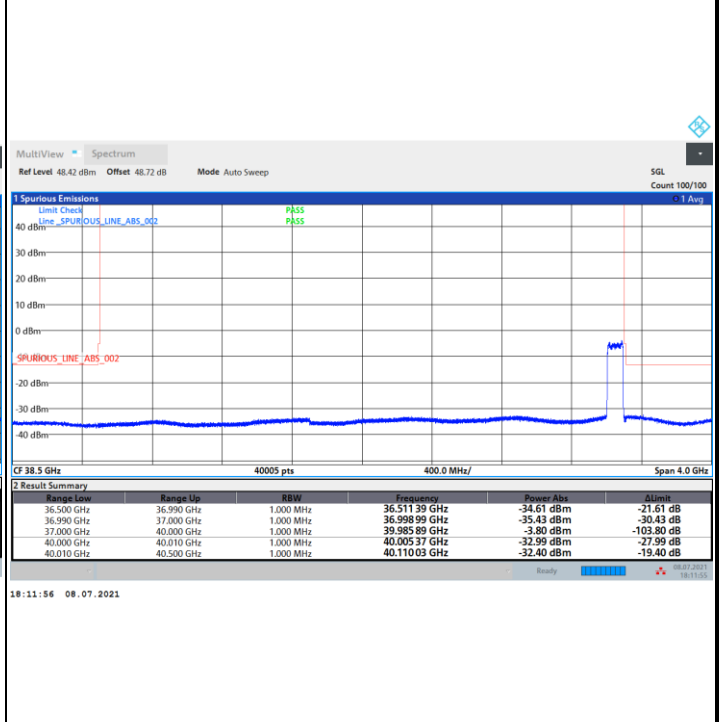 MultiView Spectrum
Ref Level 48.42 dBm Offset 48.72 dB Mode Auto Sweep SGL
Count 100/100
1 Spurious Emissions 1 Avg
Limit Check PASS
Line _SPURIOUS_LINE_ABS_002 PASS
40 dBm
30 dBm
20 dBm
10 dBm
0 dBm
_SPURIOUS_LINE_ABS_002
-20 dBm
-30 dBm
-40 dBm
CF 38.5 GHz 40005 pts 400.0 MHz/ Span 4.0 GHz
2 Result Summary
Range Low Range Up RBW Frequency Power Abs ΔLimit
36.500 GHz 36.990 GHz 1.000 MHz 36.511 39 GHz -34.61 dBm -21.61 dB
36.990 GHz 37.000 GHz 1.000 MHz 36.998 99 GHz -35.43 dBm -30.43 dB
37.000 GHz 40.000 GHz 1.000 MHz 39.985 89 GHz -3.80 dBm -103.80 dB
40.000 GHz 40.010 GHz 1.000 MHz 40.005 37 GHz -32.99 dBm -27.99 dB
40.010 GHz 40.500 GHz 1.000 MHz 40.110 03 GHz -32.40 dBm -19.40 dB
Ready 08.07.2021
18:11:55
18:11:56 08.07.2021